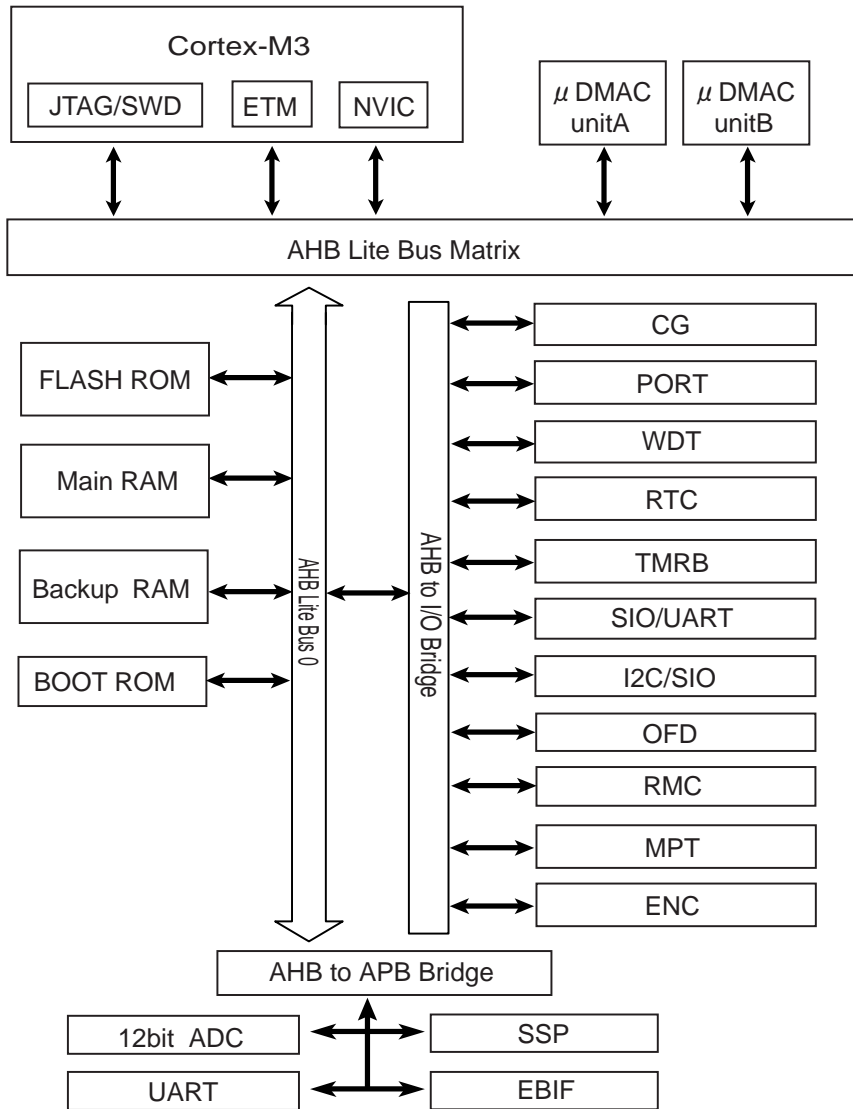 Cortex-M3
JTAG/SWD
ETM
NVIC
μ DMAC
unitA
μ DMAC
unitB
AHB Lite Bus Matrix
FLASH ROM
Main RAM
Backup RAM
BOOT ROM
AHB Lite Bus 0
AHB to I/O Bridge
CG
PORT
WDT
RTC
TMRB
SIO/UART
I2C/SIO
OFD
RMC
MPT
ENC
AHB to APB Bridge
12bit ADC
SSP
UART
EBIF